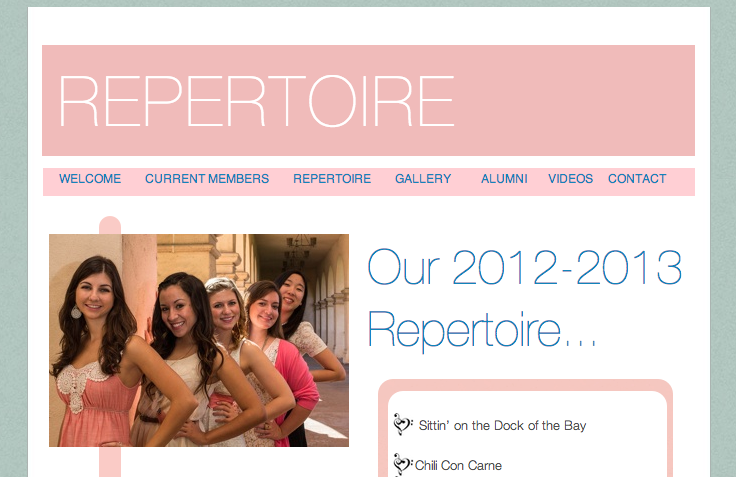 REPERTOIRE
WELCOME CURRENT MEMBERS REPERTOIRE GALLERY ALUMNI VIDEOS CONTACT
Our 2012-2013
Repertoire...
Sittin' on the Dock of the Bay
Chili Con Carne